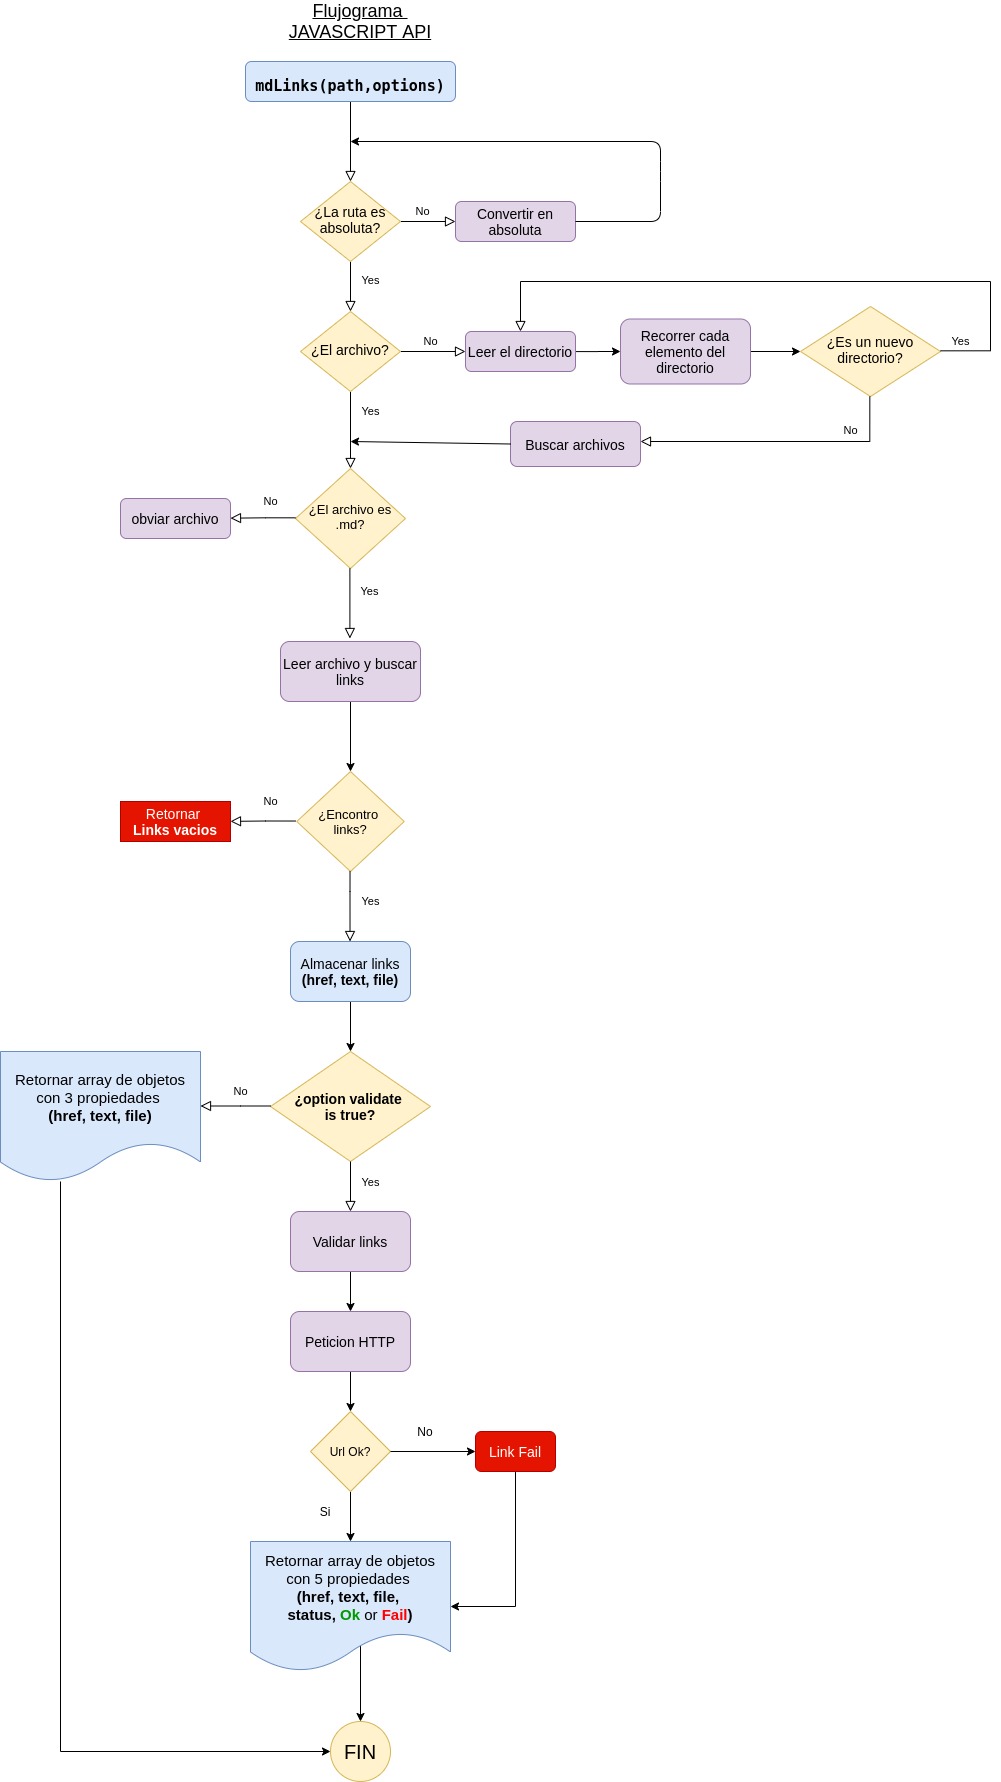 Flujograma
JAVASCRIPT API
mdLinks(path,options)
¿La ruta es
absoluta?
No
Convertir en
absoluta
Yes
¿El archivo?
No
Leer el directorio
Recorrer cada
elemento del
directorio
¿Es un nuevo
directorio?
Yes
Yes
No
Buscar archivos
¿El archivo es
.md?
No
obviar archivo
Yes
Leer archivo y buscar
links
¿Encontro
links?
No
Retornar
Links vacios
Yes
Almacenar links
(href, text, file)
¿option validate
is true?
No
Retornar array de objetos
con 3 propiedades
(href, text, file)
Yes
Validar links
Peticion HTTP
Url Ok?
No
Link Fail
Si
Retornar array de objetos
con 5 propiedades
(href, text, file,
status, Ok or Fail)
FIN